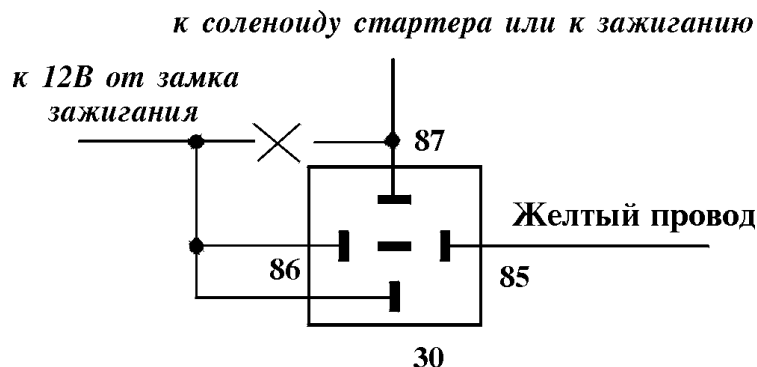 к соленоиду стартера или к зажиганию
к 12В от замка
зажигания
87
Желтый провод
86
85
30